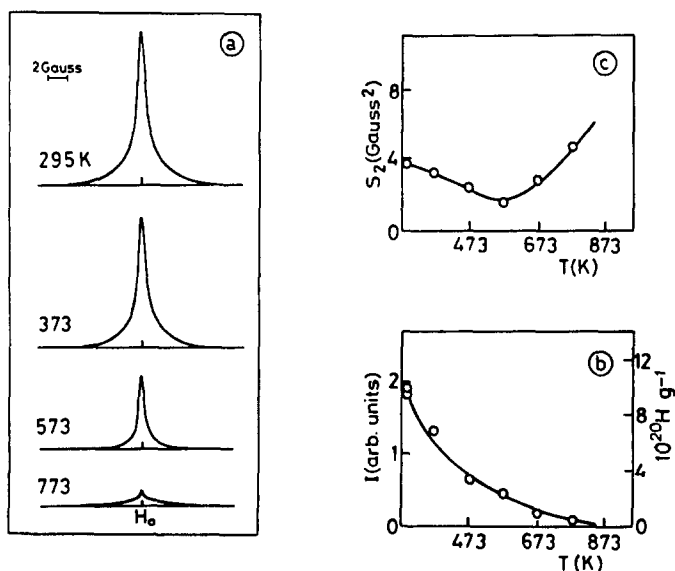 a
2Gauss
295K
373
573
773
H₀
c
8
4
0
S₂(Gauss²)
473 673 873
T(K)
b
2
1
0
I(arb. units)
12
8
4
0
10²⁰H g⁻¹
473 673 873
T(K)